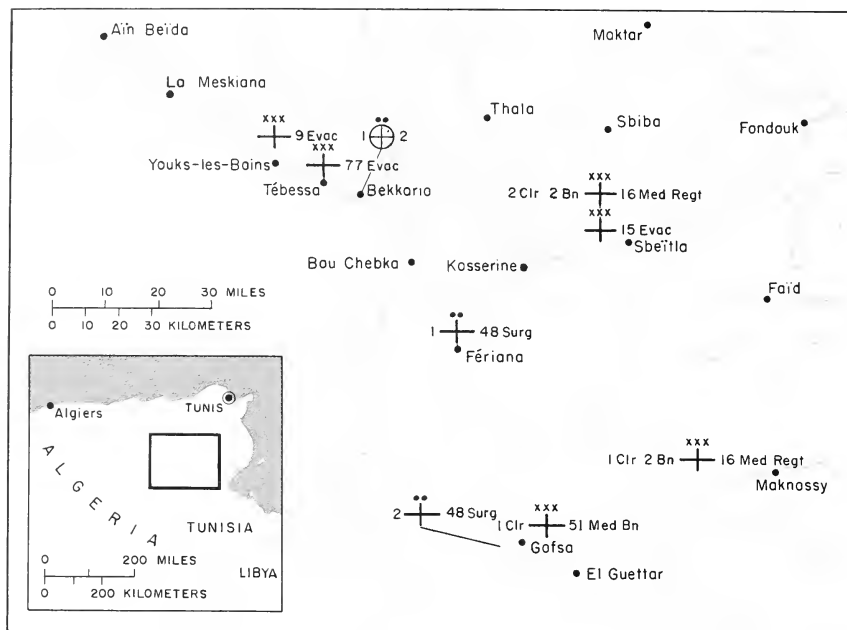 Aïn Beïda
Maktar
La Meskiana
Thala
Sbiba
Fondouk
xxx
9 Evac
1 2
xxx
Youks-les-Bains
77 Evac
Tébessa
Bekkaria
xxx
2 Clr 2 Bn 16 Med Regt
xxx
15 Evac
Sbeïtla
Bou Chebka
Kasserine
Faïd
0 10 20 30 MILES
0 10 20 30 KILOMETERS
1 48 Surg
Fériana
Algiers
TUNIS
ALGERIA
TUNISIA
LIBYA
0 200 MILES
0 200 KILOMETERS
xxx
1 Clr 2 Bn 16 Med Regt
Maknassy
2 48 Surg
xxx
1 Clr 51 Med Bn
Gafsa
El Guettar